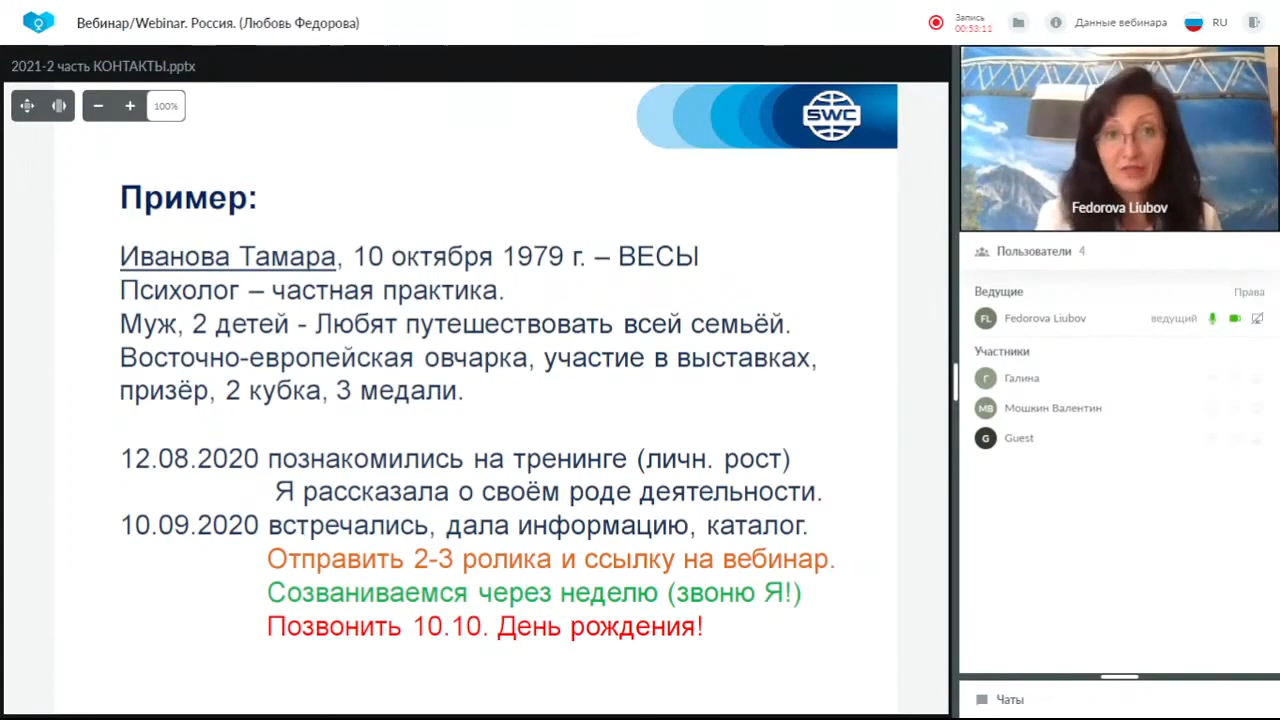 Вебинар/Webinar. Россия. (Любовь Федорова)
Запись
00:53:11
Данные вебинара
RU
2021-2 часть КОНТАКТЫ.pptx
100%
SWC
Пример:
Иванова Тамара, 10 октября 1979 г. – ВЕСЫ
Психолог – частная практика.
Муж, 2 детей - Любят путешествовать всей семьёй.
Восточно-европейская овчарка, участие в выставках,
призёр, 2 кубка, 3 медали.
12.08.2020 познакомились на тренинге (личн. рост)
Я рассказала о своём роде деятельности.
10.09.2020 встречались, дала информацию, каталог.
Отправить 2-3 ролика и ссылку на вебинар.
Созваниваемся через неделю (звоню Я!)
Позвонить 10.10. День рождения!
Fedorova Liubov
Пользователи 4
Ведущие Права
FL Fedorova Liubov ведущий
Участники
Г Галина
МВ Мошкин Валентин
G Guest
Чаты